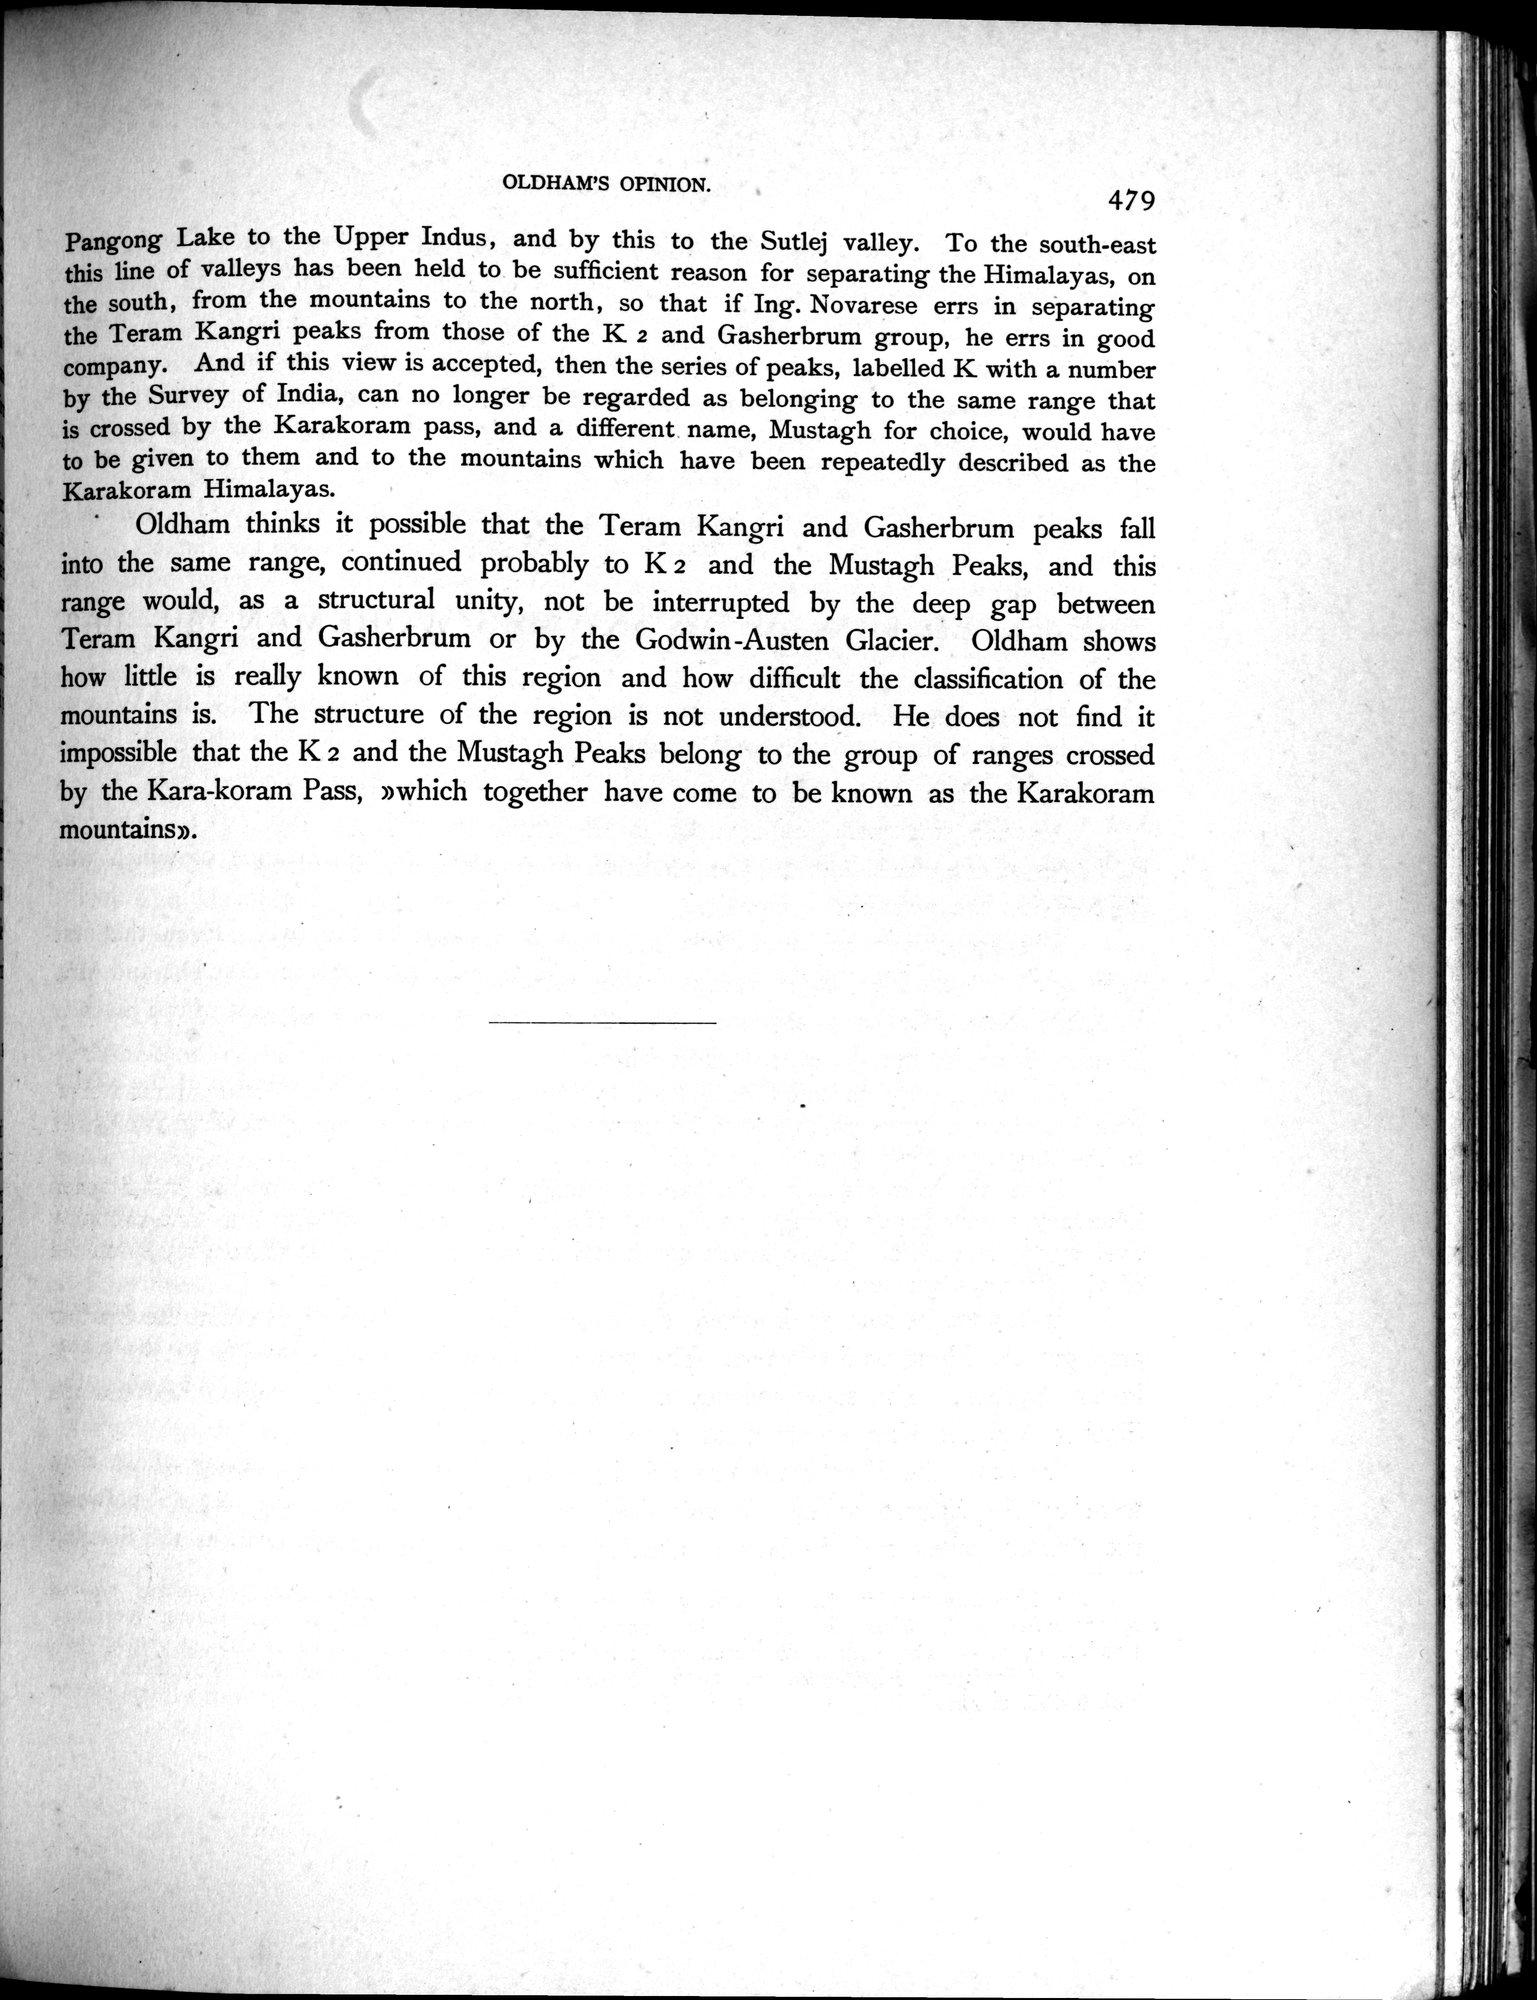 OLDHAM'S OPINION.
479
Pangong Lake to the Upper Indus, and by this to the Sutlej valley. To the south-east
this line of valleys has been held to be sufficient reason for separating the Himalayas, on
the south, from the mountains to the north, so that if Ing. Novarese errs in separating
the Teram Kangri peaks from those of the K 2 and Gasherbrum group, he errs in good
company. And if this view is accepted, then the series of peaks, labelled K with a number
by the Survey of India, can no longer be regarded as belonging to the same range that
is crossed by the Karakoram pass, and a different name, Mustagh for choice, would have
to be given to them and to the mountains which have been repeatedly described as the
Karakoram Himalayas.
Oldham thinks it possible that the Teram Kangri and Gasherbrum peaks fall
into the same range, continued probably to K 2 and the Mustagh Peaks, and this
range would, as a structural unity, not be interrupted by the deep gap between
Teram Kangri and Gasherbrum or by the Godwin-Austen Glacier. Oldham shows
how little is really known of this region and how difficult the classification of the
mountains is. The structure of the region is not understood. He does not find it
impossible that the K 2 and the Mustagh Peaks belong to the group of ranges crossed
by the Kara-koram Pass, »which together have come to be known as the Karakoram
mountains».